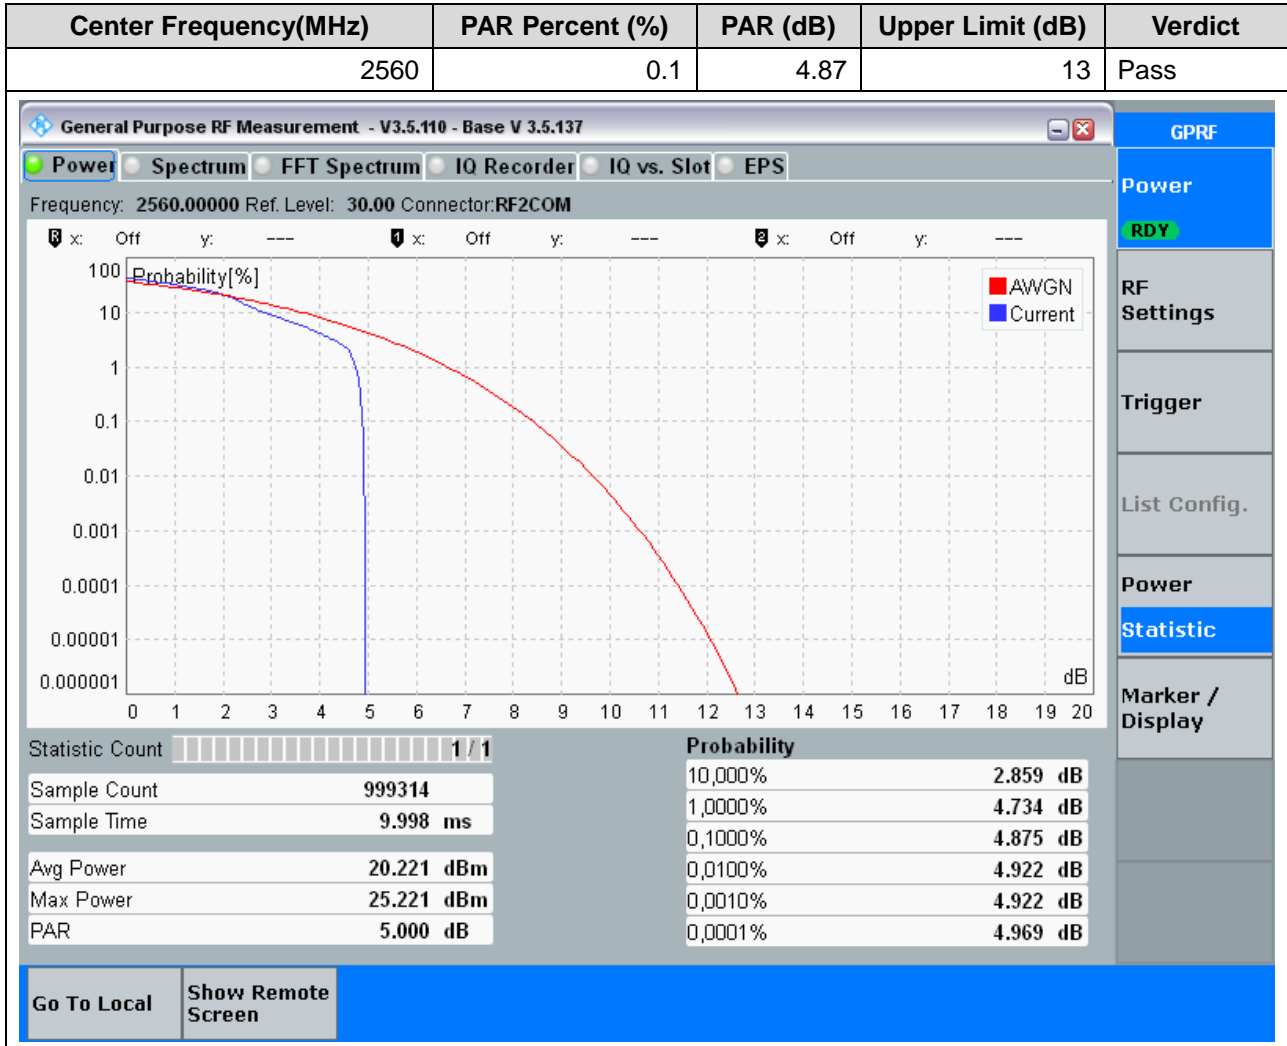 Center Frequency(MHz) PAR Percent (%) PAR (dB) Upper Limit (dB) Verdict
2560 0.1 4.87 13 Pass
General Purpose RF Measurement - V3.5.110 - Base V 3.5.137
GPRF
Power Spectrum FFT Spectrum IQ Recorder IQ vs. Slot EPS
Power
RDY
Frequency: 2560.00000 Ref. Level: 30.00 Connector:RF2COM
R x: Off y: --- 1 x: Off y: --- 2 x: Off y: ---
Probability[%]
AWGN
Current
100
10
1
0.1
0.01
0.001
0.0001
0.00001
0.000001
dB
0 1 2 3 4 5 6 7 8 9 10 11 12 13 14 15 16 17 18 19 20
RF
Settings
Trigger
List Config.
Power
Statistic
Marker /
Display
Statistic Count 1 / 1
Sample Count 999314
Sample Time 9.998 ms
Avg Power 20.221 dBm
Max Power 25.221 dBm
PAR 5.000 dB
Probability
10,000% 2.859 dB
1,0000% 4.734 dB
0,1000% 4.875 dB
0,0100% 4.922 dB
0,0010% 4.922 dB
0,0001% 4.969 dB
Go To Local
Show Remote
Screen